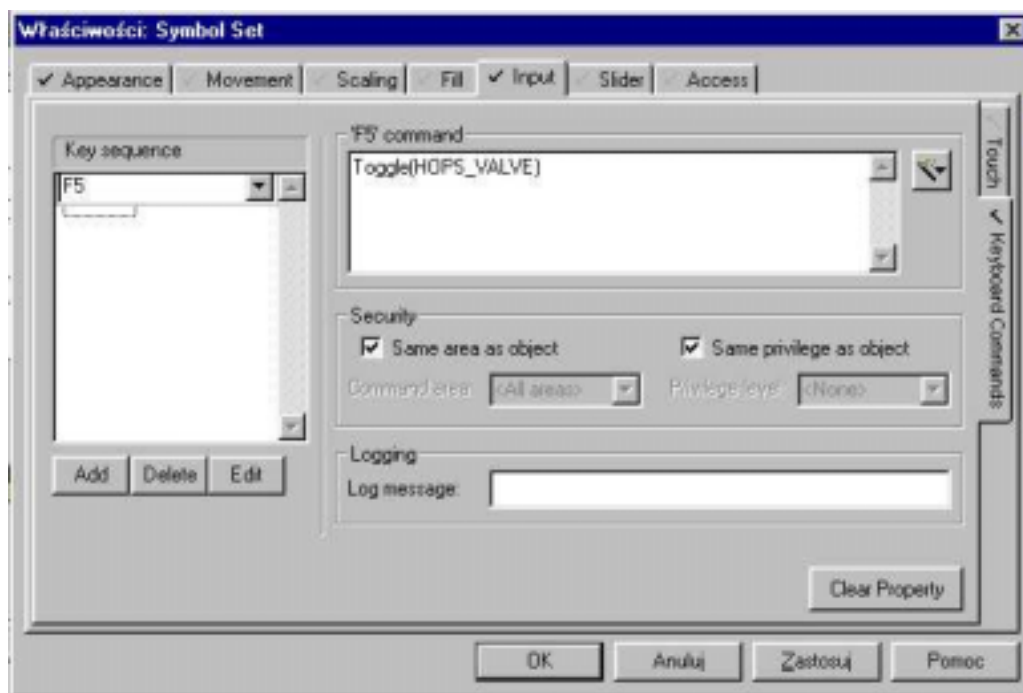 Właściwości: Symbol Set
Appearance Movement Scaling Fill Input Slider Access
Key sequence
F5
Add Delete Edit
'F5' command
Toggle(HOPS_VALVE)
Security
Same area as object Same privilege as object
Command area: <All areas> Privilege level: <None>
Logging
Log message:
Clear Property
Touch
Keyboard Commands
OK Anuluj Zastosuj Pomoc